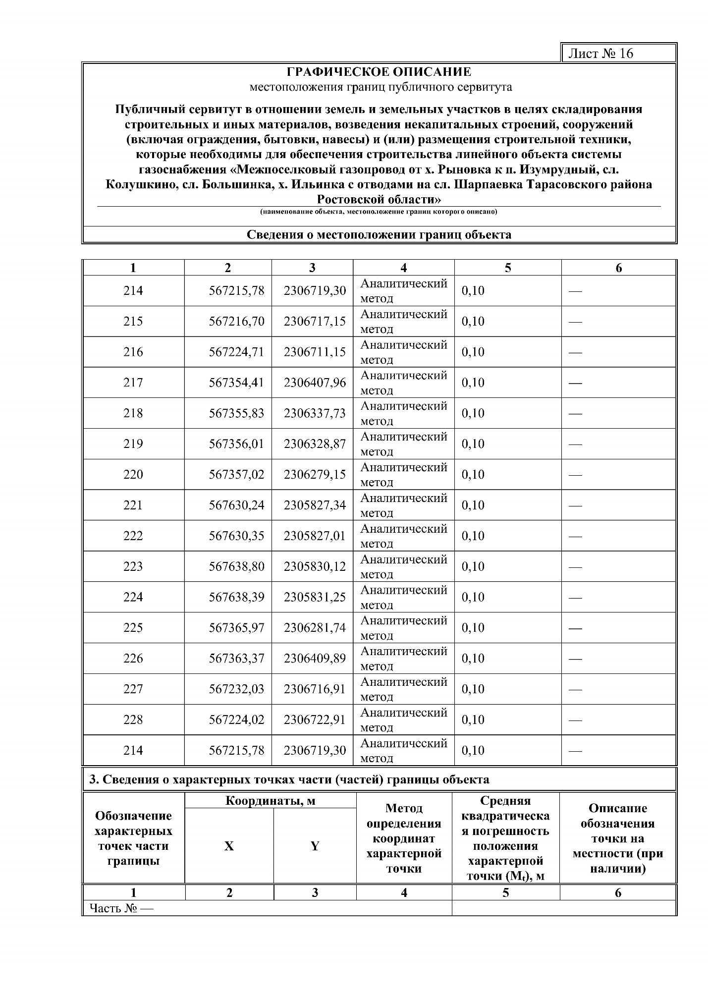 Лист № 16
ГРАФИЧЕСКОЕ ОПИСАНИЕ
местоположения границ публичного сервитута
Публичный сервитут в отношении земель и земельных участков в целях складирования
строительных и иных материалов, возведения некапитальных строений, сооружений
(включая ограждения, бытовки, навесы) и (или) размещения строительной техники,
которые необходимы для обеспечения строительства линейного объекта системы
газоснабжения «Межпоселковый газопровод от х. Рыновка к п. Изумрудный, сл.
Колушкино, сл. Большинка, х. Ильинка с отводами на сл. Шарпаевка Тарасовского района
Ростовской области»
(наименование объекта, местоположение границ которого описано)
Сведения о местоположении границ объекта
1 2 3 4 5 6
214 567215,78 2306719,30 Аналитический метод 0,10 —
215 567216,70 2306717,15 Аналитический метод 0,10 —
216 567224,71 2306711,15 Аналитический метод 0,10 —
217 567354,41 2306407,96 Аналитический метод 0,10 —
218 567355,83 2306337,73 Аналитический метод 0,10 —
219 567356,01 2306328,87 Аналитический метод 0,10 —
220 567357,02 2306279,15 Аналитический метод 0,10 —
221 567630,24 2305827,34 Аналитический метод 0,10 —
222 567630,35 2305827,01 Аналитический метод 0,10 —
223 567638,80 2305830,12 Аналитический метод 0,10 —
224 567638,39 2305831,25 Аналитический метод 0,10 —
225 567365,97 2306281,74 Аналитический метод 0,10 —
226 567363,37 2306409,89 Аналитический метод 0,10 —
227 567232,03 2306716,91 Аналитический метод 0,10 —
228 567224,02 2306722,91 Аналитический метод 0,10 —
214 567215,78 2306719,30 Аналитический метод 0,10 —
3. Сведения о характерных точках части (частей) границы объекта
Обозначение
характерных
точек части
границы
Координаты, м
X
Y
Метод
определения
координат
характерной
точки
Средняя
квадратическа
я погрешность
положения
характерной
точки (Mt), м
Описание
обозначения
точки на
местности (при
наличии)
1 2 3 4 5 6
Часть № —